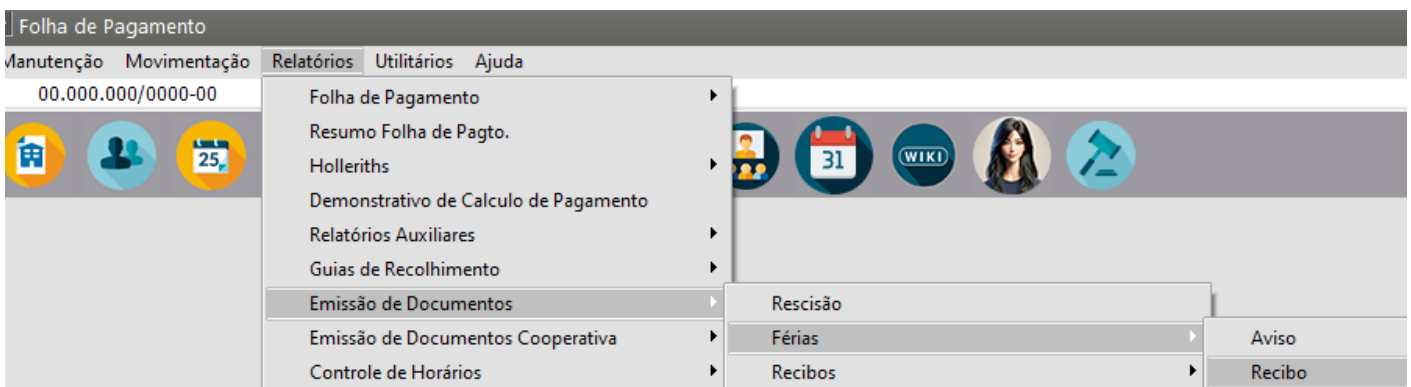 Folha de Pagamento
Manutenção Movimentação Relatórios Utilitários Ajuda
00.000.000/0000-00
Folha de Pagamento
Resumo Folha de Pagto.
25
31
WIKI
Holleriths
Demonstrativo de Calculo de Pagamento
Relatórios Auxiliares
Guias de Recolhimento
Emissão de Documentos
Rescisão
Emissão de Documentos Cooperativa
Férias
Aviso
Controle de Horários
Recibos
Recibo